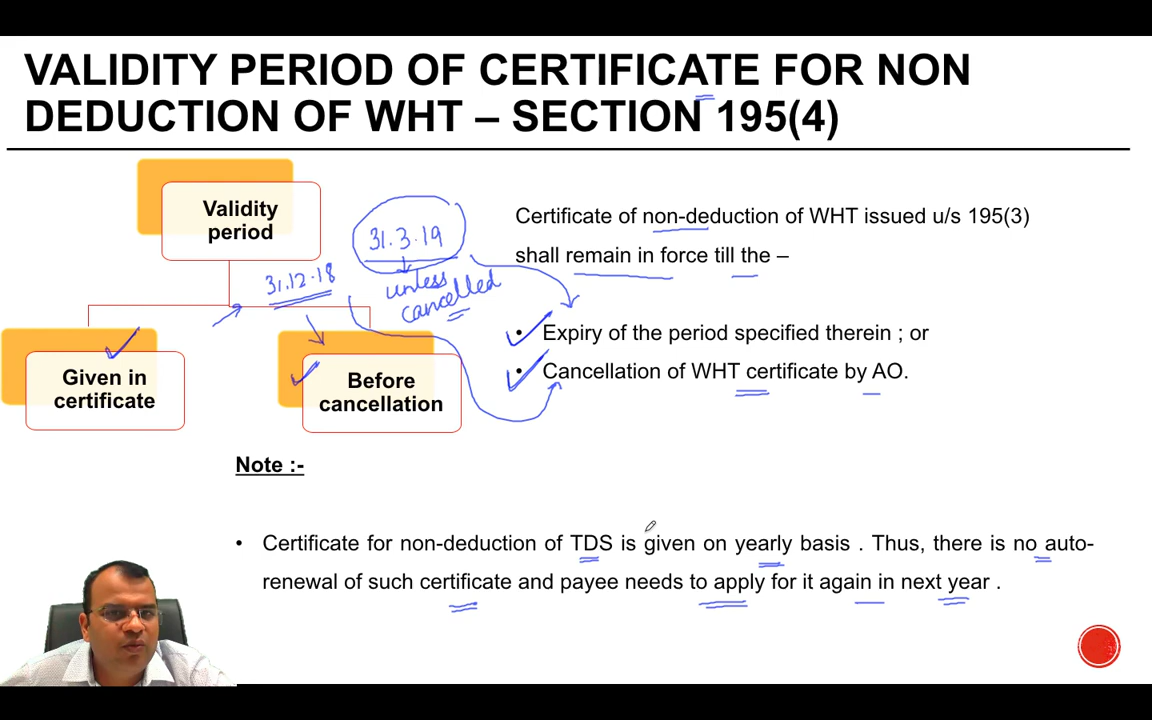 VALIDITY PERIOD OF CERTIFICATE FOR NON
DEDUCTION OF WHT – SECTION 195(4)
Validity
period
31.3.19
unless
cancelled
31.12.18
Given in
certificate
Before
cancellation
Certificate of non-deduction of WHT issued u/s 195(3)
shall remain in force till the –
• Expiry of the period specified therein ; or
• Cancellation of WHT certificate by AO.
Note :-
• Certificate for non-deduction of TDS is given on yearly basis . Thus, there is no auto-
renewal of such certificate and payee needs to apply for it again in next year .